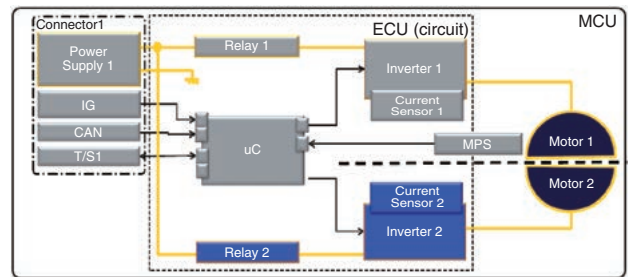 Connector1
ECU (circuit)
MCU
Power
Supply 1
Relay 1
Inverter 1
Current
Sensor 1
IG
CAN
T/S1
uC
MPS
Motor 1
Motor 2
Current
Sensor 2
Inverter 2
Relay 2